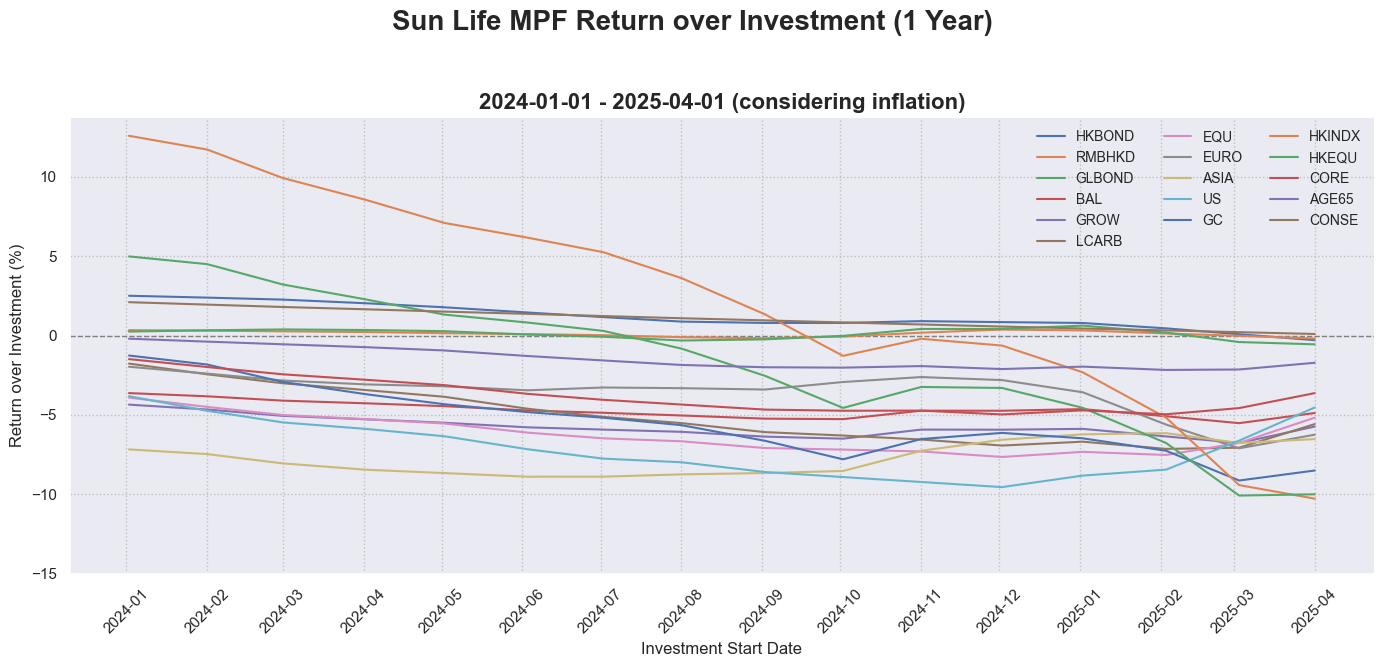 Sun Life MPF Return over Investment (1 Year)
2024-01-01 - 2025-04-01 (considering inflation)
HKBOND
RMBHKD
GLBOND
BAL
GROW
LCARB
EQU
EURO
ASIA
US
GC
HKINDX
HKEQU
CORE
AGE65
CONSE
Return over Investment (%)
10
5
0
−5
−10
−15
2024-01
2024-02
2024-03
2024-04
2024-05
2024-06
2024-07
2024-08
2024-09
2024-10
2024-11
2024-12
2025-01
2025-02
2025-03
2025-04
Investment Start Date